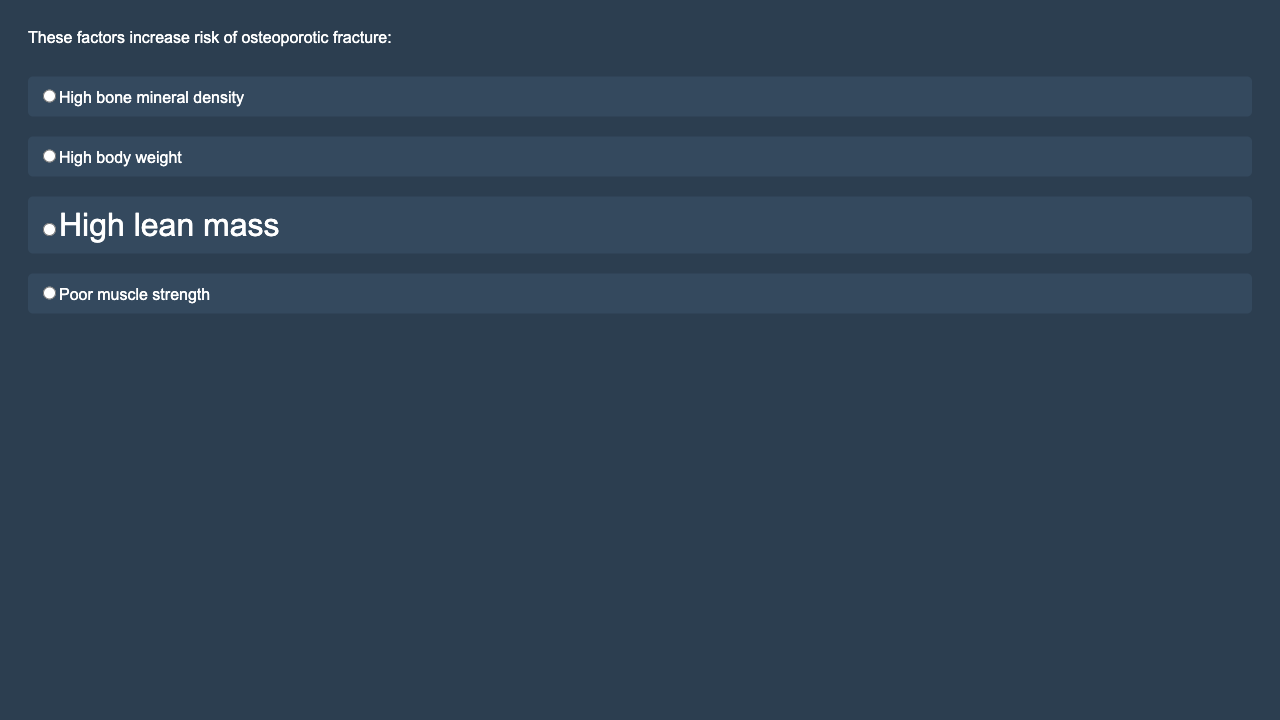 These factors increase risk of osteoporotic fracture:
High bone mineral density
High body weight
High lean mass
Poor muscle strength